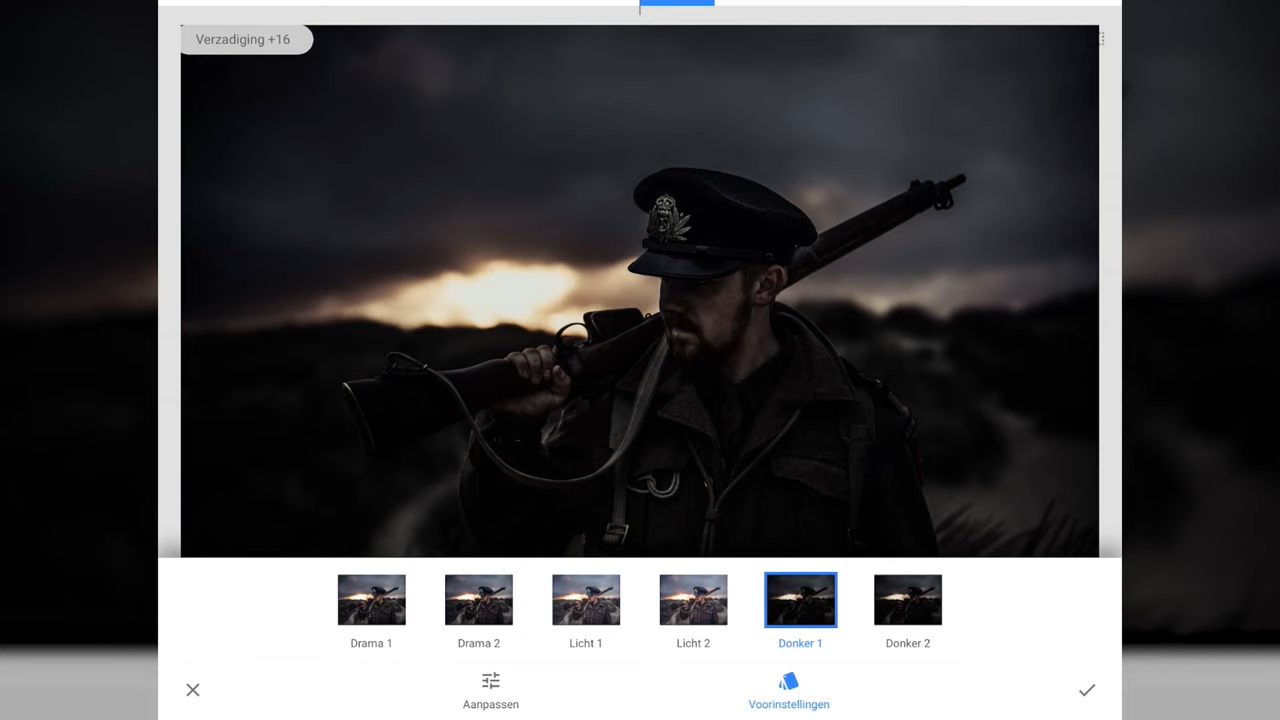 Verzadiging +16
Drama 1
Drama 2
Licht 1
Licht 2
Donker 1
Donker 2
Aanpassen
Voorinstellingen